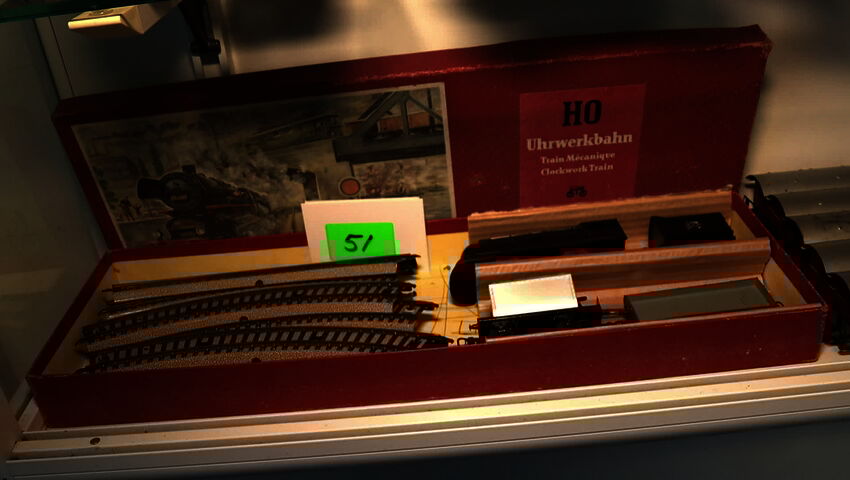 HO
Uhrwerkbahn
Train Mécanique
Clockwork Train
51